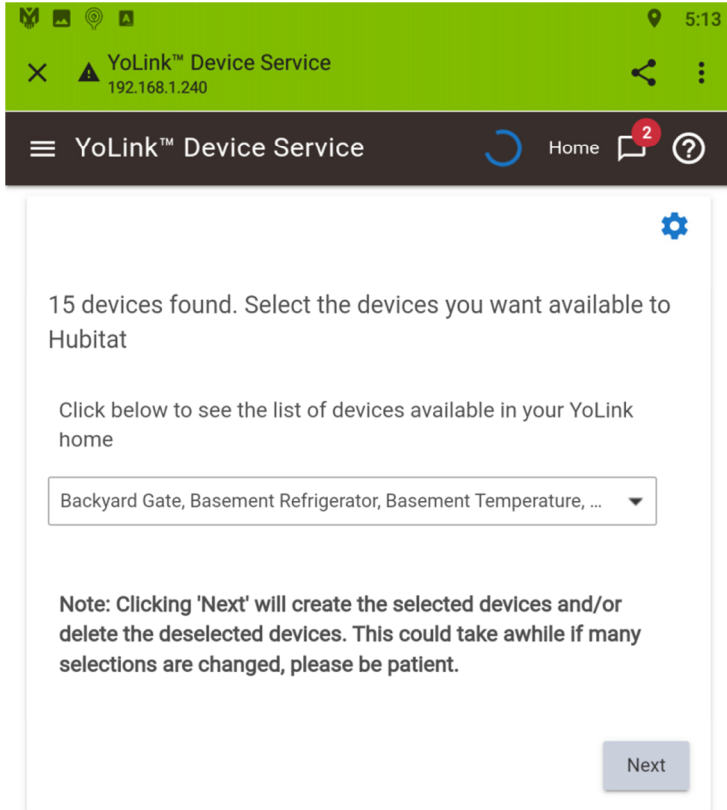 5:13
YoLink™ Device Service
192.168.1.240
YoLink™ Device Service
Home
2
15 devices found. Select the devices you want available to
Hubitat
Click below to see the list of devices available in your YoLink
home
Backyard Gate, Basement Refrigerator, Basement Temperature, ...
Note: Clicking 'Next' will create the selected devices and/or
delete the deselected devices. This could take awhile if many
selections are changed, please be patient.
Next